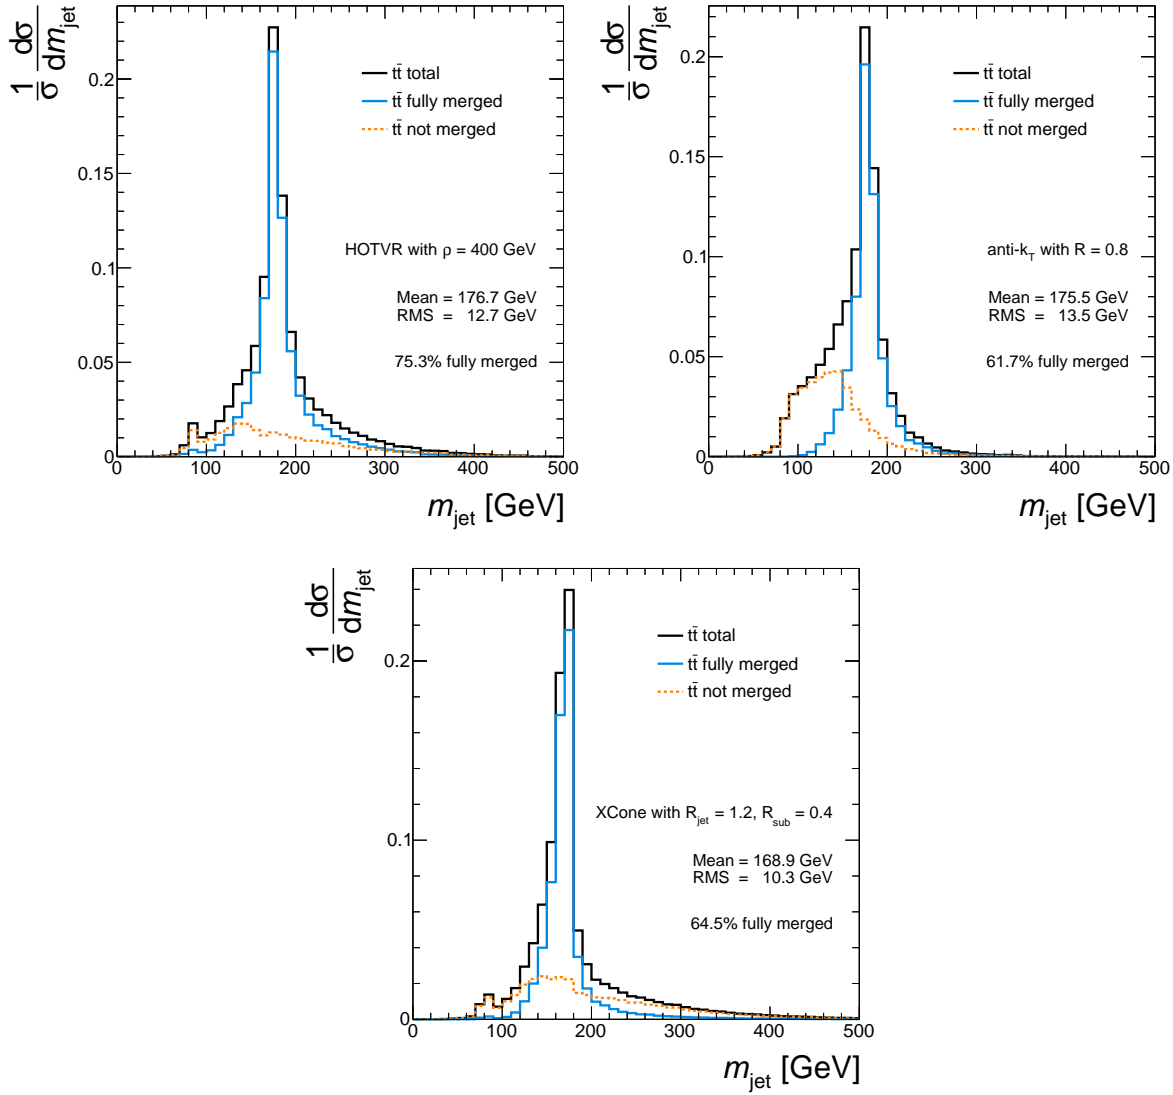 1/σ dσ/dm_jet
tt̄ total
tt̄ fully merged
tt̄ not merged
HOTVR with ρ = 400 GeV
Mean = 176.7 GeV
RMS = 12.7 GeV
75.3% fully merged
0.2
0.15
0.1
0.05
0
0 100 200 300 400 500
m_jet [GeV]
1/σ dσ/dm_jet
tt̄ total
tt̄ fully merged
tt̄ not merged
anti-k_T with R = 0.8
Mean = 175.5 GeV
RMS = 13.5 GeV
61.7% fully merged
0.2
0.15
0.1
0.05
0
0 100 200 300 400 500
m_jet [GeV]
1/σ dσ/dm_jet
tt̄ total
tt̄ fully merged
tt̄ not merged
XCone with R_jet = 1.2, R_sub = 0.4
Mean = 168.9 GeV
RMS = 10.3 GeV
64.5% fully merged
0.2
0.1
0
0 100 200 300 400 500
m_jet [GeV]